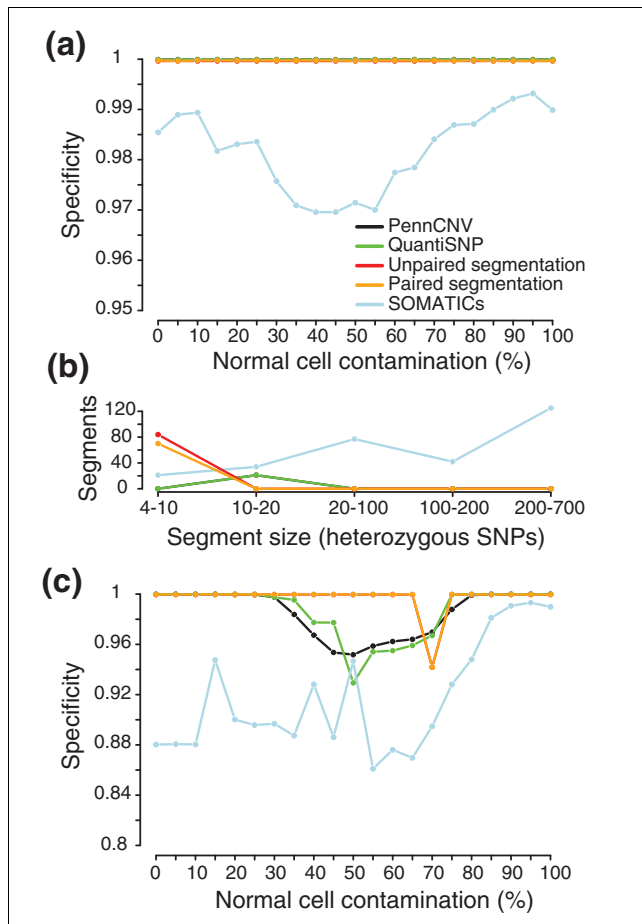 (a)
1
0.99
0.98
0.97
0.96
0.95
Specificity
PennCNV
QuantiSNP
Unpaired segmentation
Paired segmentation
SOMATICs
0 10 20 30 40 50 60 70 80 90 100
Normal cell contamination (%)
(b)
120
80
40
0
Segments
4-10 10-20 20-100 100-200 200-700
Segment size (heterozygous SNPs)
(c)
1
0.96
0.92
0.88
0.84
0.8
Specificity
0 10 20 30 40 50 60 70 80 90 100
Normal cell contamination (%)